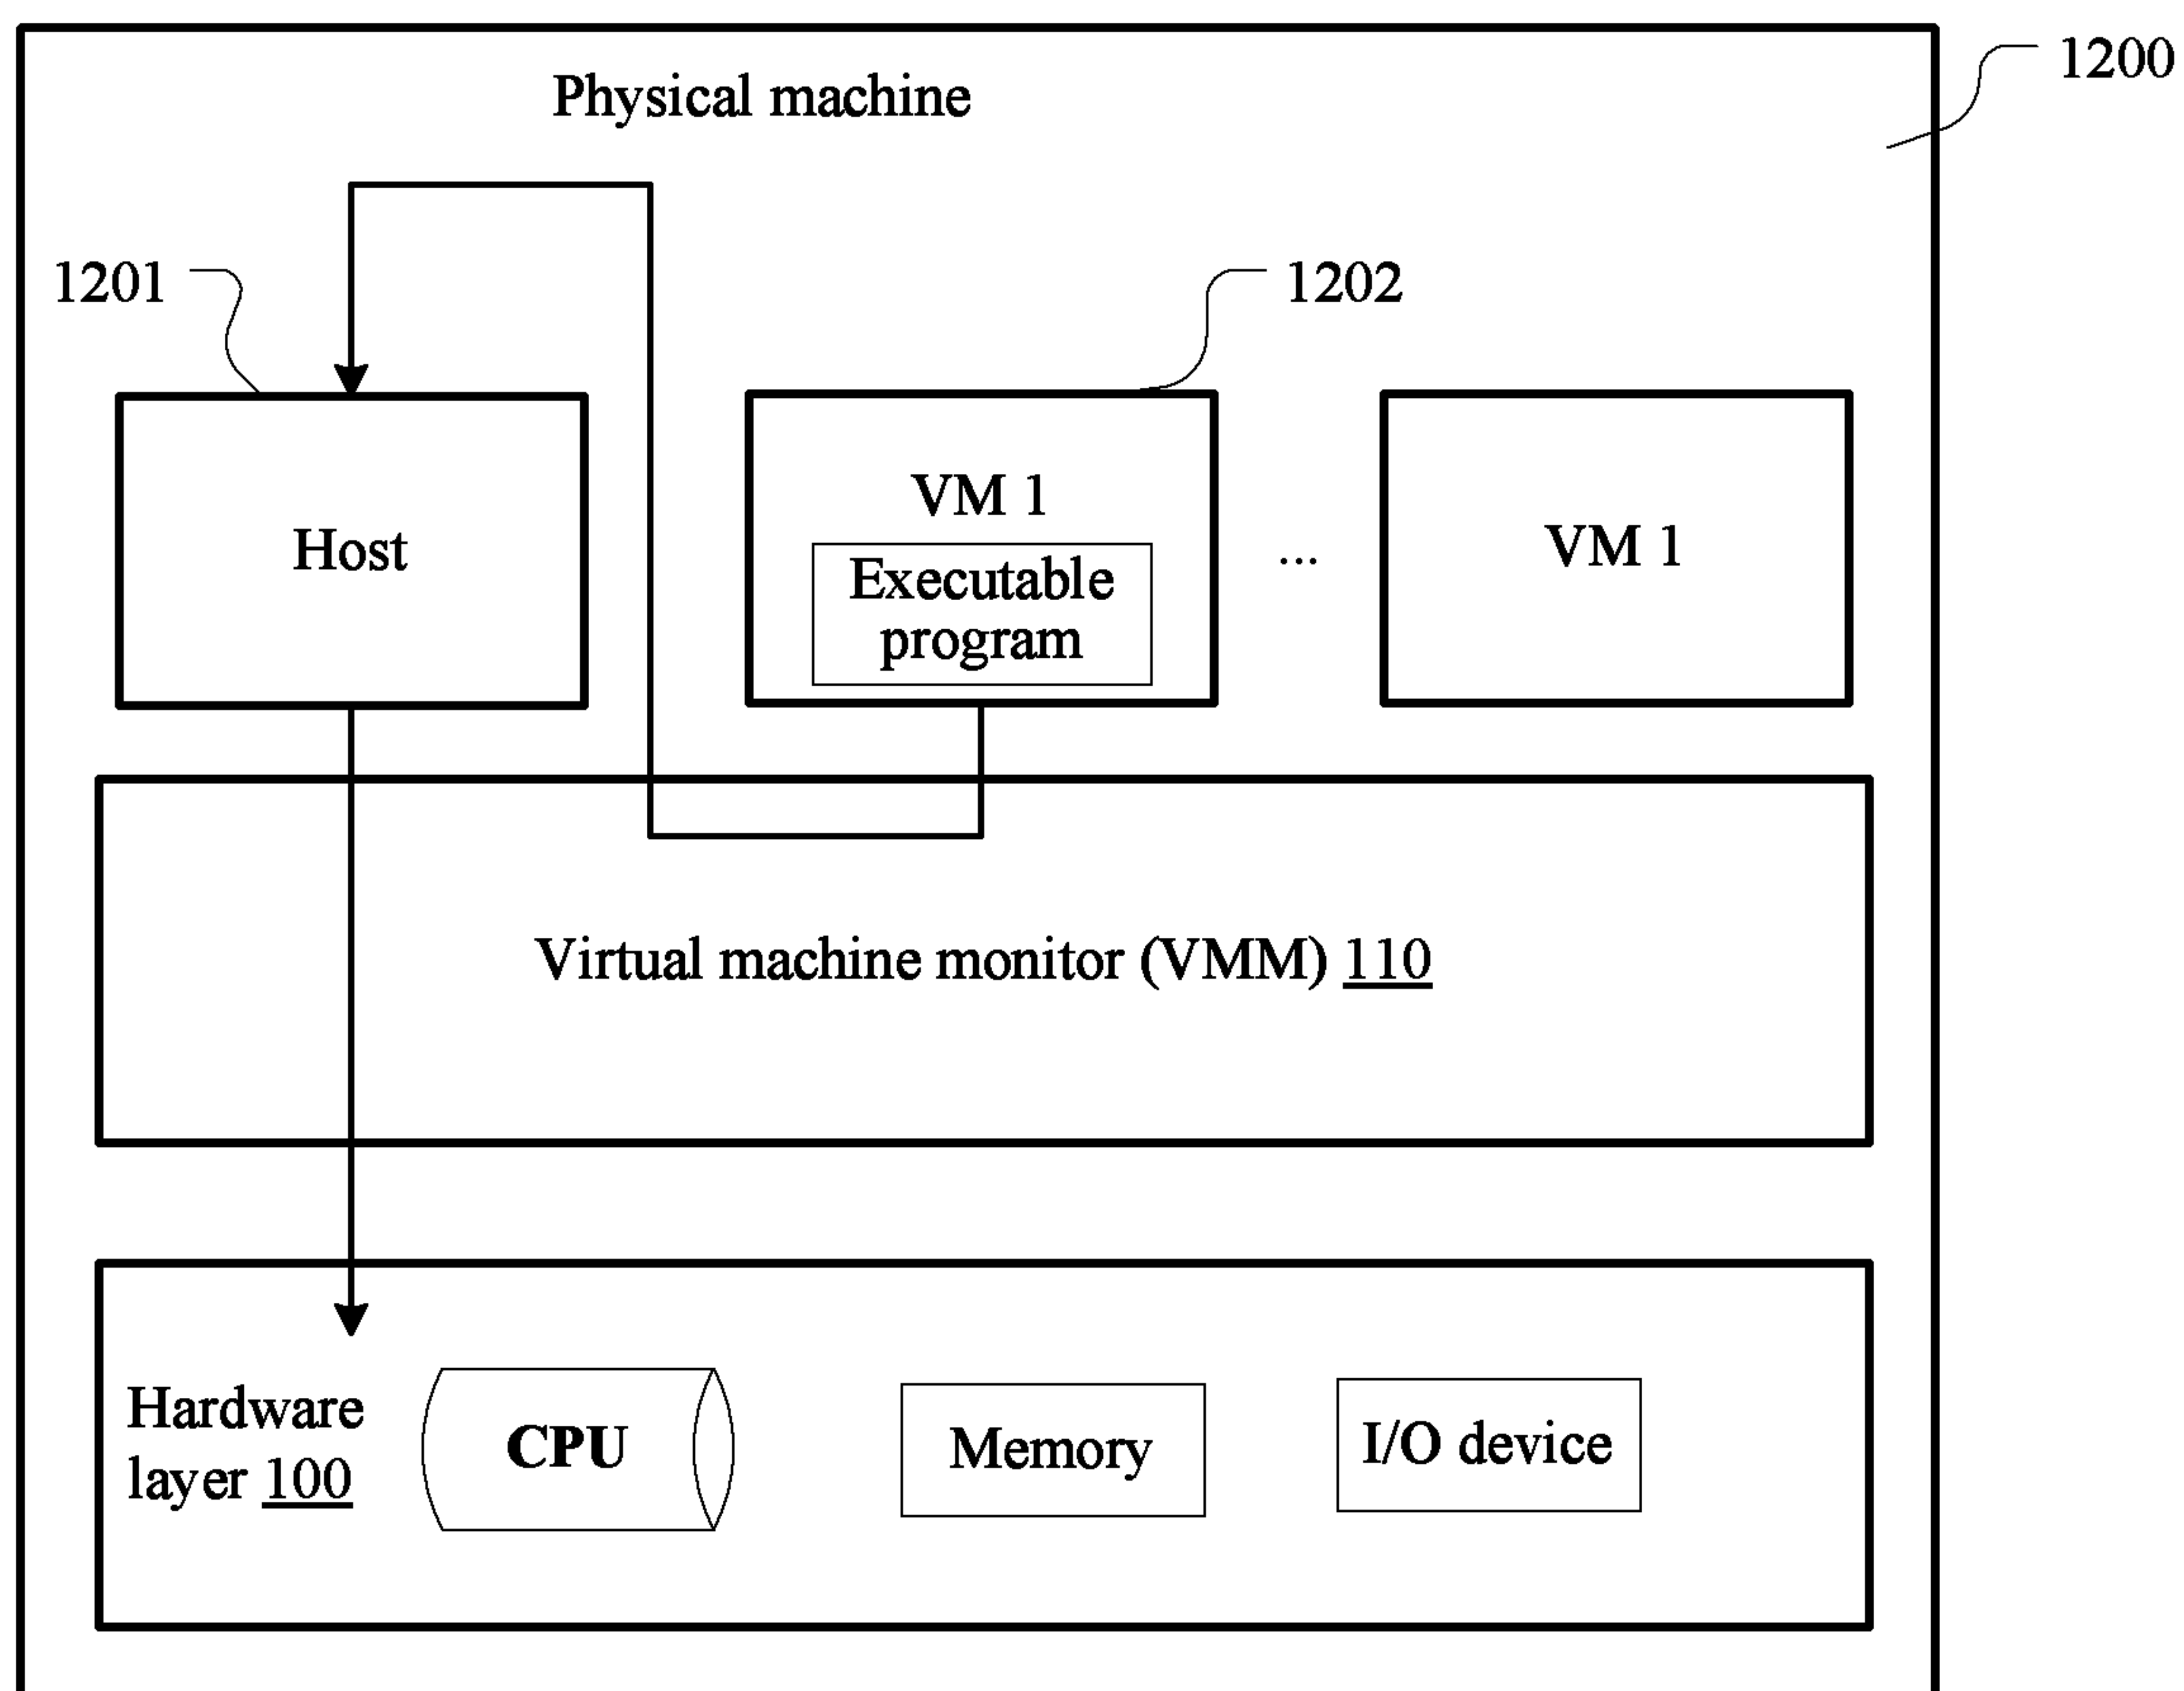 Physical machine
1200
1201
1202
Host
VM 1
Executable
program
...
VM 1
Virtual machine monitor (VMM) 110
Hardware
layer 100
CPU
Memory
I/O device